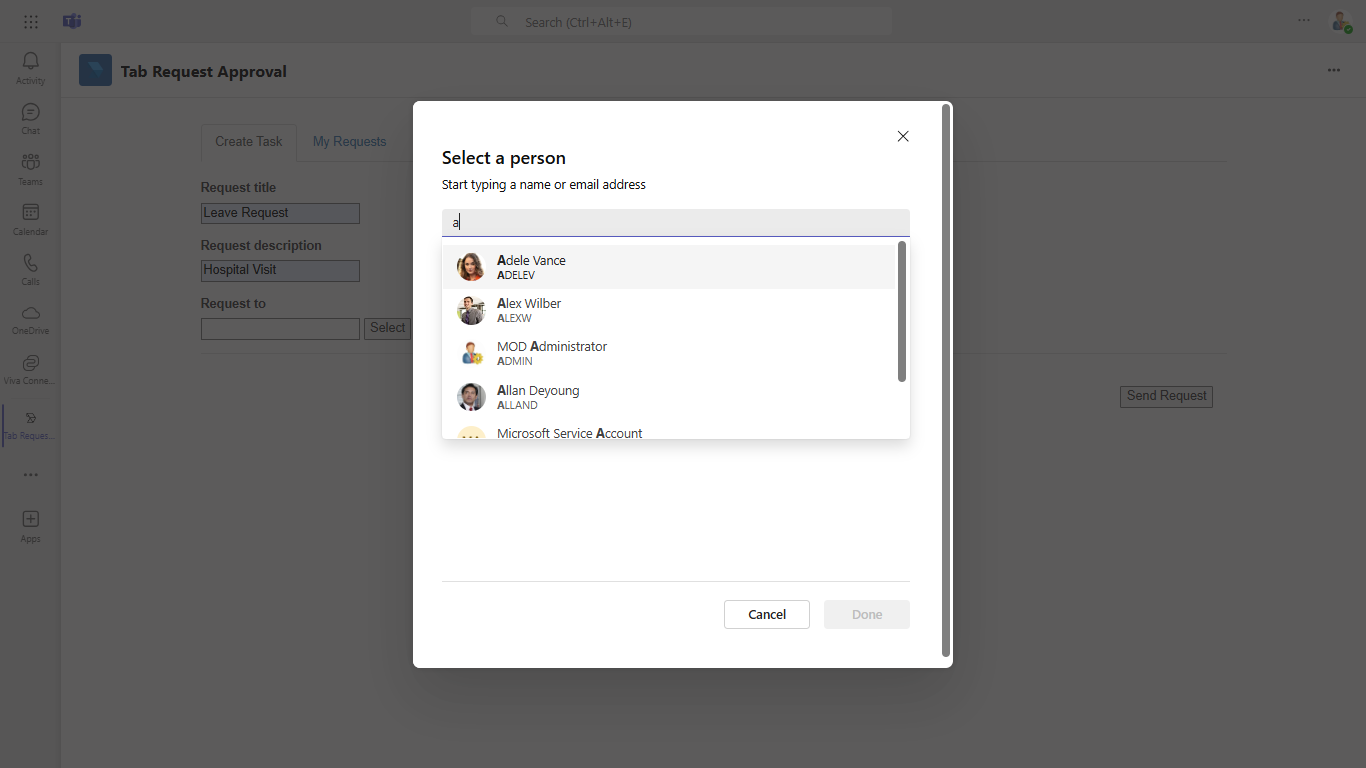 Search (Ctrl+Alt+E)
Activity
Chat
Teams
Calendar
Calls
OneDrive
Viva Conne...
Tab Reques...
Apps
Tab Request Approval
Create Task
My Requests
Request title
Leave Request
Request description
Hospital Visit
Request to
Select
Send Request
Select a person
Start typing a name or email address
a
Adele Vance
ADELEV
Alex Wilber
ALEXW
MOD Administrator
ADMIN
Allan Deyoung
ALLAND
Microsoft Service Account
Cancel
Done